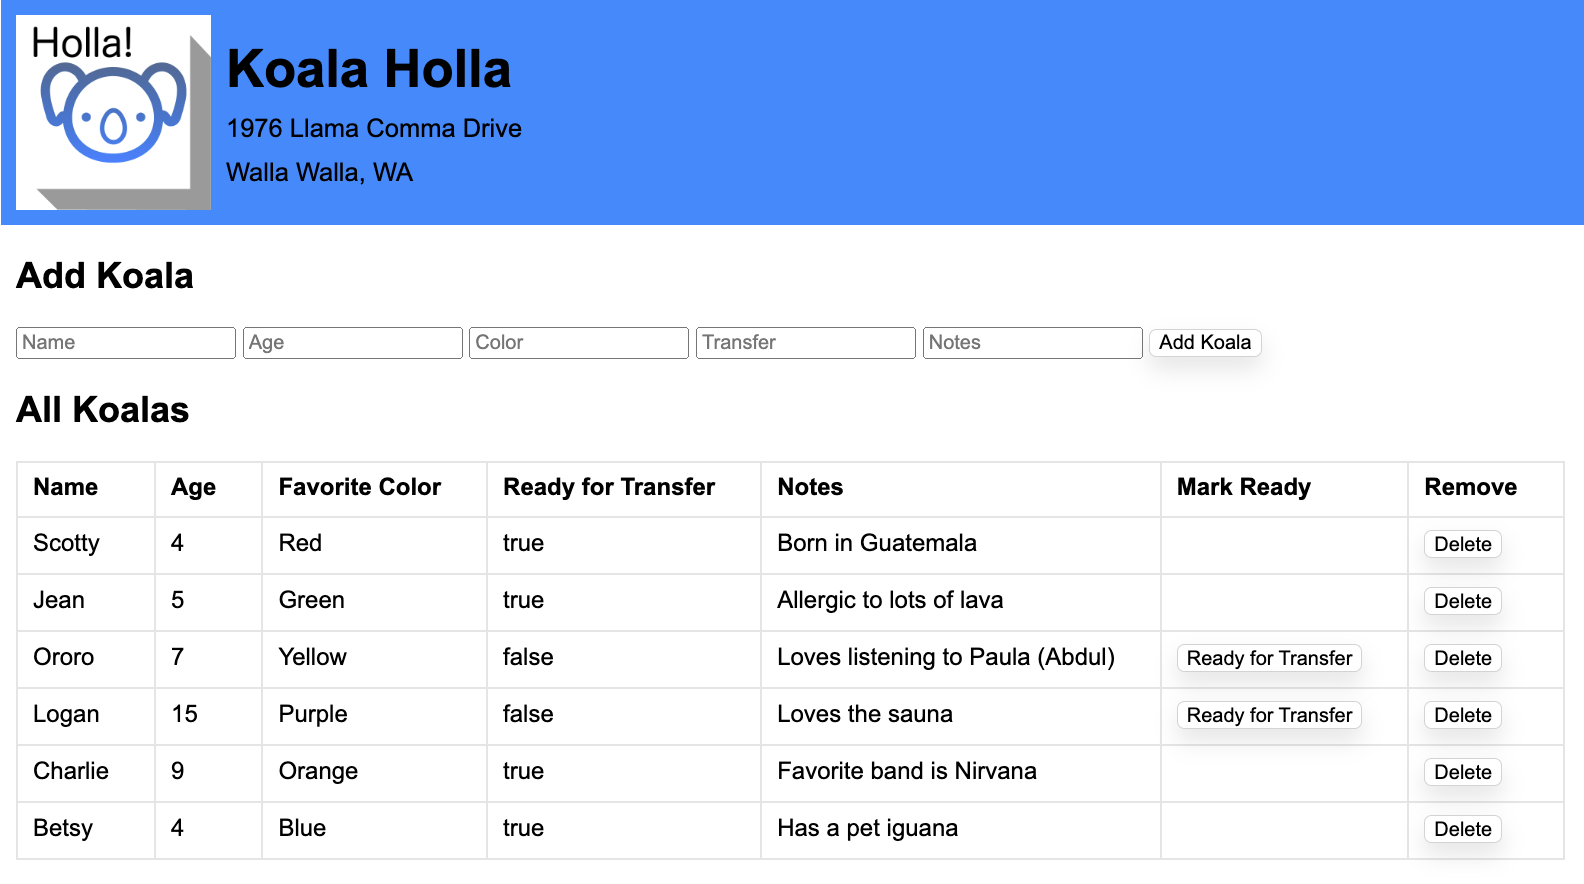 Holla!
Koala Holla
1976 Llama Comma Drive
Walla Walla, WA
Add Koala
Name Age Color Transfer Notes Add Koala
All Koalas
Name Age Favorite Color Ready for Transfer Notes Mark Ready Remove
Scotty 4 Red true Born in Guatemala Delete
Jean 5 Green true Allergic to lots of lava Delete
Ororo 7 Yellow false Loves listening to Paula (Abdul) Ready for Transfer Delete
Logan 15 Purple false Loves the sauna Ready for Transfer Delete
Charlie 9 Orange true Favorite band is Nirvana Delete
Betsy 4 Blue true Has a pet iguana Delete